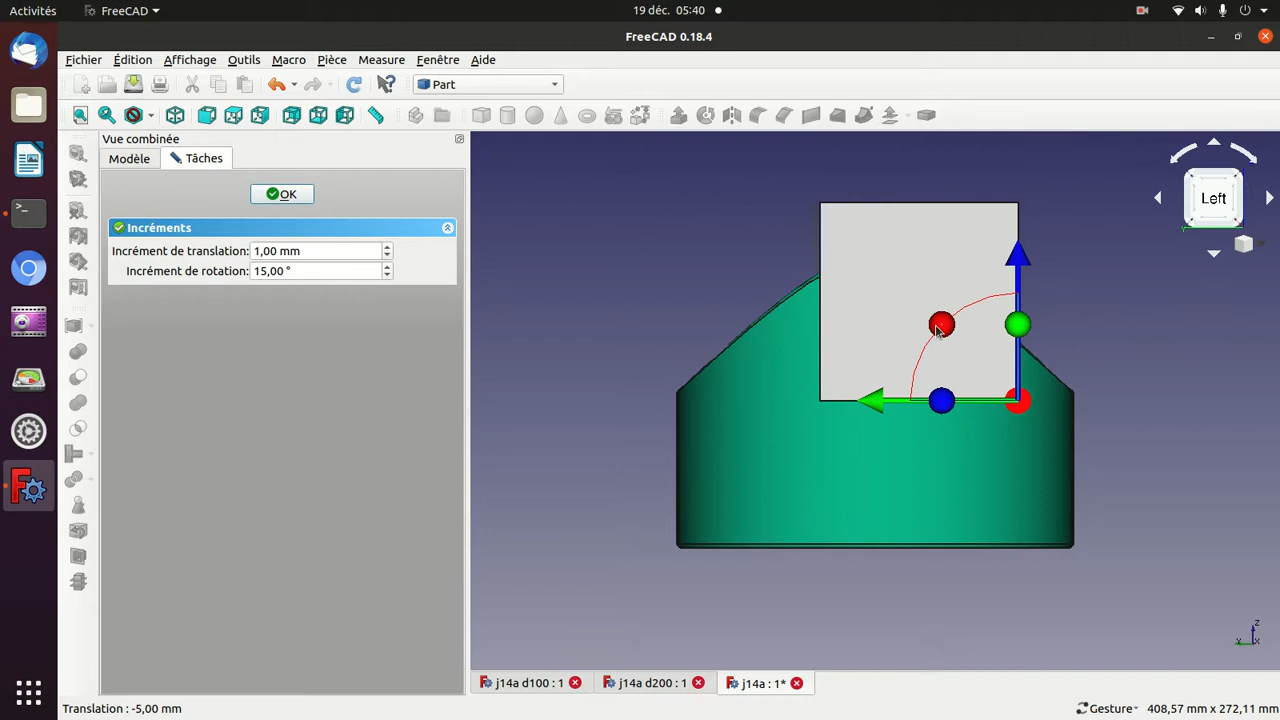 Activités FreeCAD 19 déc. 05:40
FreeCAD 0.18.4
Fichier Édition Affichage Outils Macro Pièce Mesure Fenêtre Aide
Part
Vue combinée
Modèle Tâches
OK
Incréments
Incrément de translation: 1,00 mm
Incrément de rotation: 15,00 °
Left
z
y x
j14a d100 : 1 j14a d200 : 1 j14a : 1*
Translation : -5,00 mm Gesture 408,57 mm x 272,11 mm